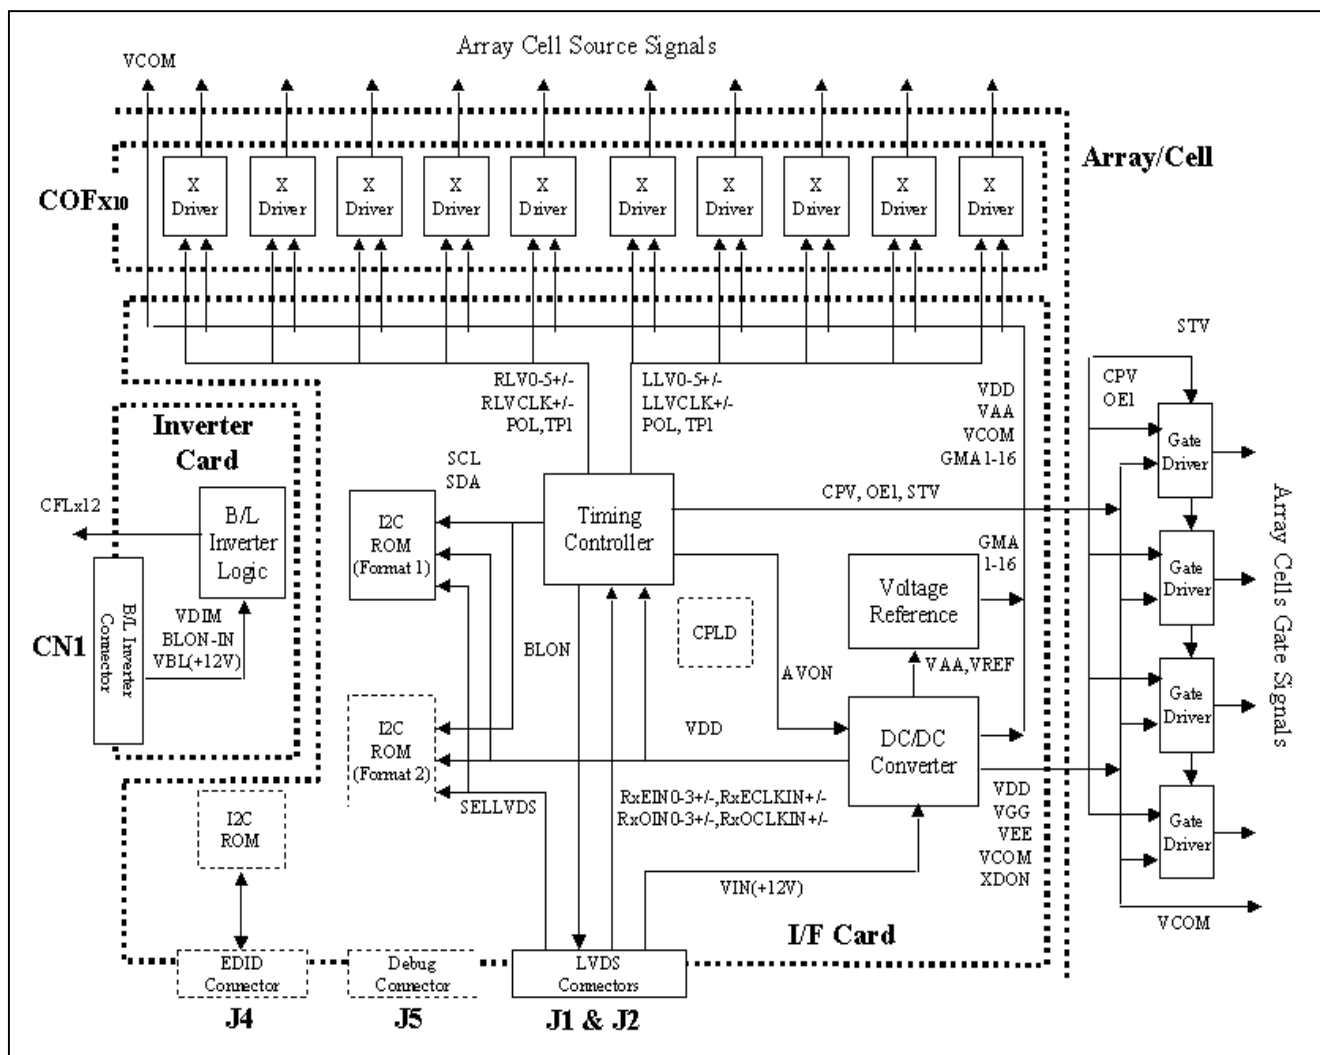 Array Cell Source Signals
VCOM
COFx10
X
Driver
X
Driver
X
Driver
X
Driver
X
Driver
X
Driver
X
Driver
X
Driver
X
Driver
X
Driver
Array/Cell
STV
CPV
OE1
RLV0-5+/-
RLVCLK+/-
POL,TP1
LLV0-5+/-
LLVCLK+/-
POL, TP1
VDD
VAA
VCOM
GMA1-16
Inverter
Card
SCL
SDA
CFLx12
B/L
Inverter
Logic
I2C
ROM
(Format 1)
Timing
Controller
CPV, OE1, STV
GMA
1-16
Voltage
Reference
Gate
Driver
Gate
Driver
Gate
Driver
Gate
Driver
Array Cells Gate Signals
CN1
B/L Inverter
Connector
VDIM
BLON-IN
VBL(+12V)
BLON
CPLD
AVON
VAA,VREF
I2C
ROM
(Format 2)
VDD
DC/DC
Converter
SELLVDS
RxEIN0-3+/-,RxECLKIN+/-
RxOIN0-3+/-,RxOCLKIN+/-
VDD
VGG
VEE
VCOM
XDON
I2C
ROM
VIN(+12V)
VCOM
I/F Card
EDID
Connector
Debug
Connector
LVDS
Connectors
J4
J5
J1 & J2